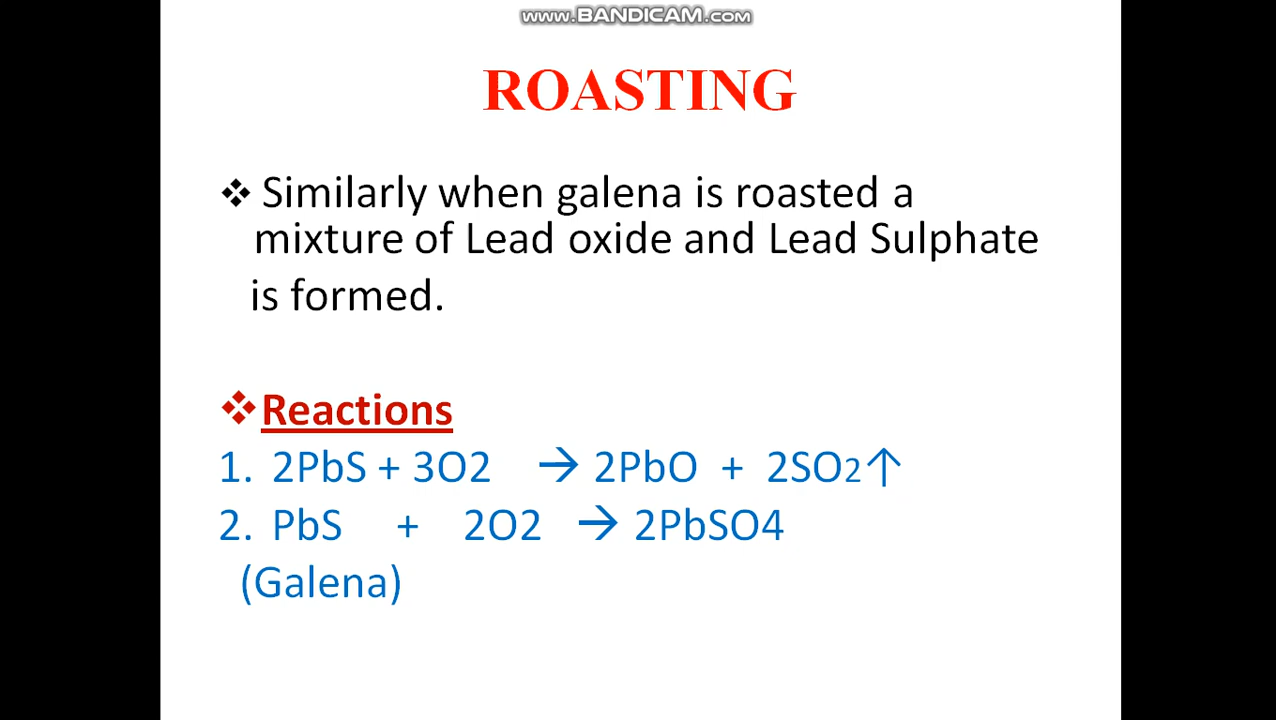 www.BANDICAM.com
ROASTING
❖ Similarly when galena is roasted a
mixture of Lead oxide and Lead Sulphate
is formed.
❖Reactions
1. 2PbS + 3O2 → 2PbO + 2SO2↑
2. PbS + 2O2 → 2PbSO4
(Galena)